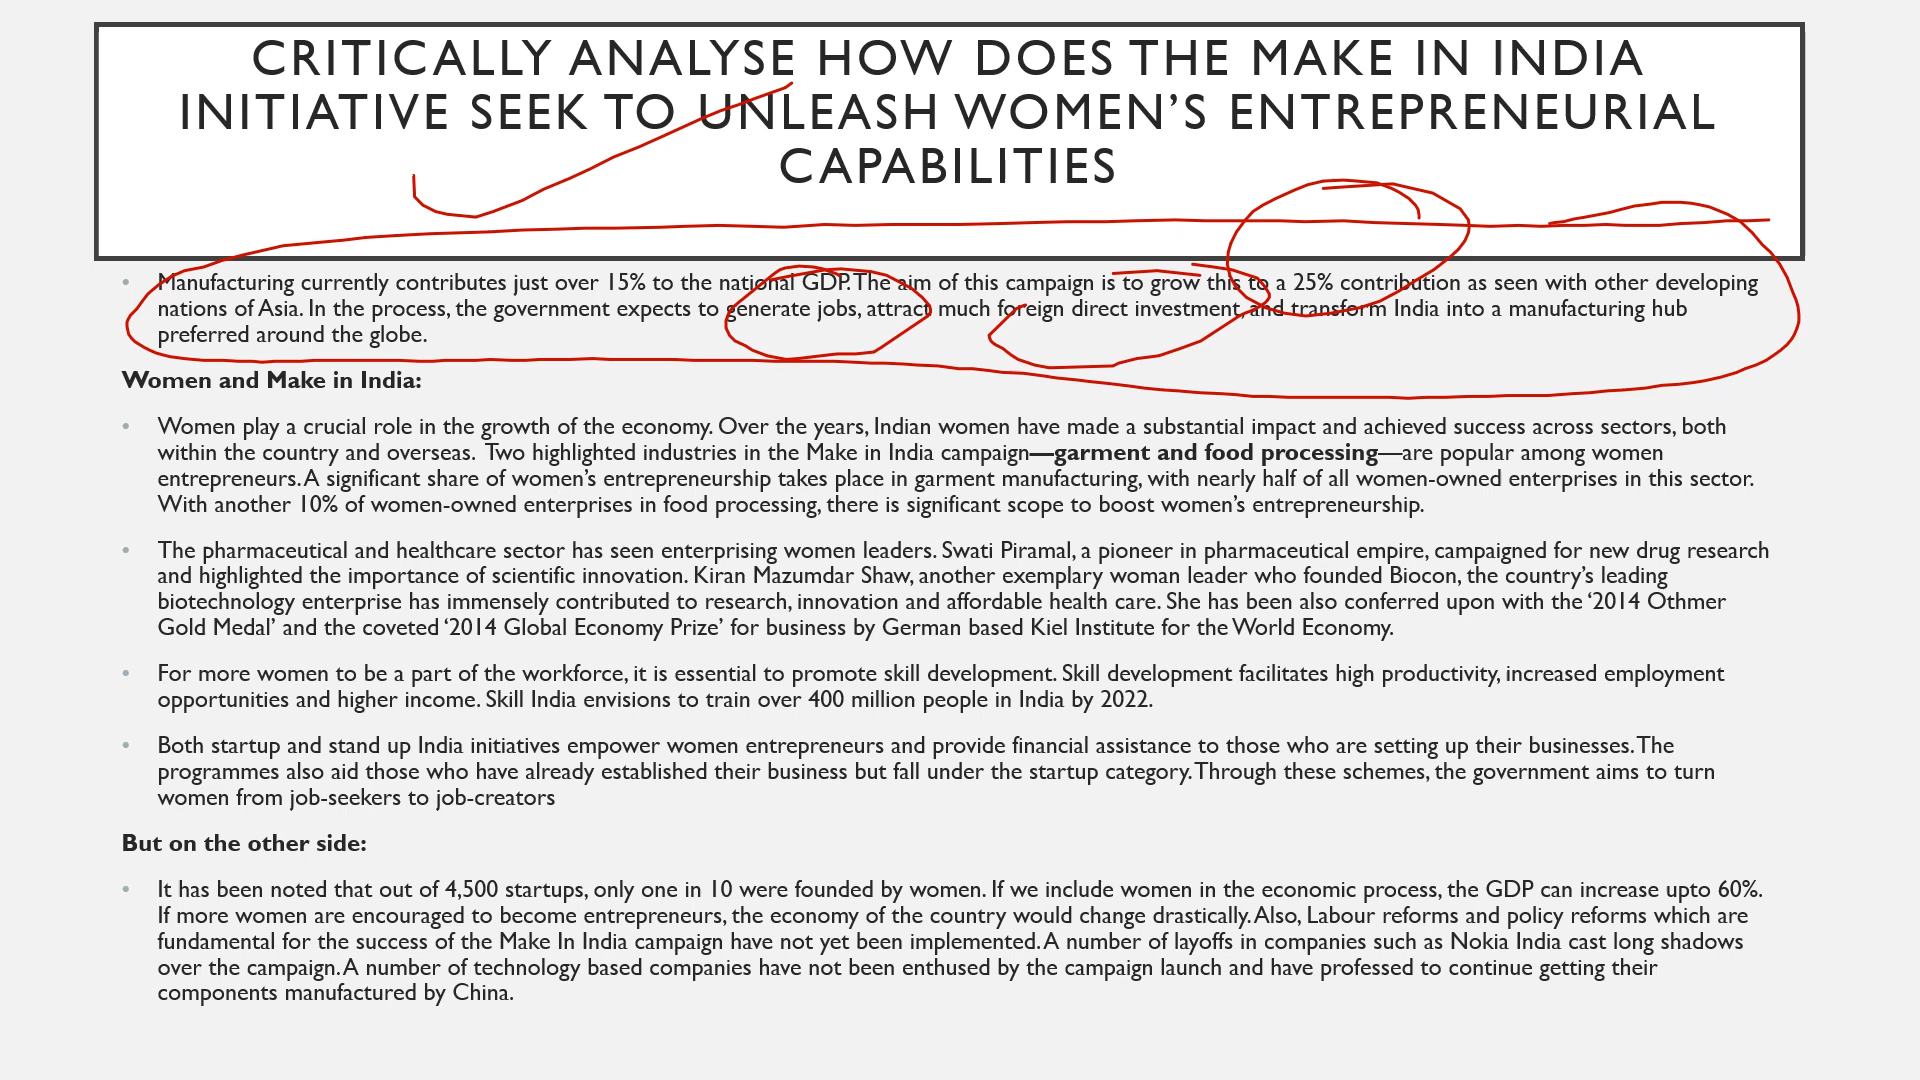 CRITICALLY ANALYSE HOW DOES THE MAKE IN INDIA
INITIATIVE SEEK TO UNLEASH WOMEN’S ENTREPRENEURIAL
CAPABILITIES
• Manufacturing currently contributes just over 15% to the national GDP. The aim of this campaign is to grow this to a 25% contribution as seen with other developing
nations of Asia. In the process, the government expects to generate jobs, attract much foreign direct investment, and transform India into a manufacturing hub
preferred around the globe.
Women and Make in India:
• Women play a crucial role in the growth of the economy. Over the years, Indian women have made a substantial impact and achieved success across sectors, both
within the country and overseas. Two highlighted industries in the Make in India campaign—garment and food processing—are popular among women
entrepreneurs. A significant share of women’s entrepreneurship takes place in garment manufacturing, with nearly half of all women-owned enterprises in this sector.
With another 10% of women-owned enterprises in food processing, there is significant scope to boost women’s entrepreneurship.
• The pharmaceutical and healthcare sector has seen enterprising women leaders. Swati Piramal, a pioneer in pharmaceutical empire, campaigned for new drug research
and highlighted the importance of scientific innovation. Kiran Mazumdar Shaw, another exemplary woman leader who founded Biocon, the country’s leading
biotechnology enterprise has immensely contributed to research, innovation and affordable health care. She has been also conferred upon with the ‘2014 Othmer
Gold Medal’ and the coveted ‘2014 Global Economy Prize’ for business by German based Kiel Institute for the World Economy.
• For more women to be a part of the workforce, it is essential to promote skill development. Skill development facilitates high productivity, increased employment
opportunities and higher income. Skill India envisions to train over 400 million people in India by 2022.
• Both startup and stand up India initiatives empower women entrepreneurs and provide financial assistance to those who are setting up their businesses. The
programmes also aid those who have already established their business but fall under the startup category. Through these schemes, the government aims to turn
women from job-seekers to job-creators
But on the other side:
• It has been noted that out of 4,500 startups, only one in 10 were founded by women. If we include women in the economic process, the GDP can increase upto 60%.
If more women are encouraged to become entrepreneurs, the economy of the country would change drastically. Also, Labour reforms and policy reforms which are
fundamental for the success of the Make In India campaign have not yet been implemented. A number of layoffs in companies such as Nokia India cast long shadows
over the campaign. A number of technology based companies have not been enthused by the campaign launch and have professed to continue getting their
components manufactured by China.